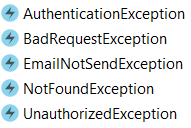 AuthenticationException
BadRequestException
EmailNotSendException
NotFoundException
UnauthorizedException